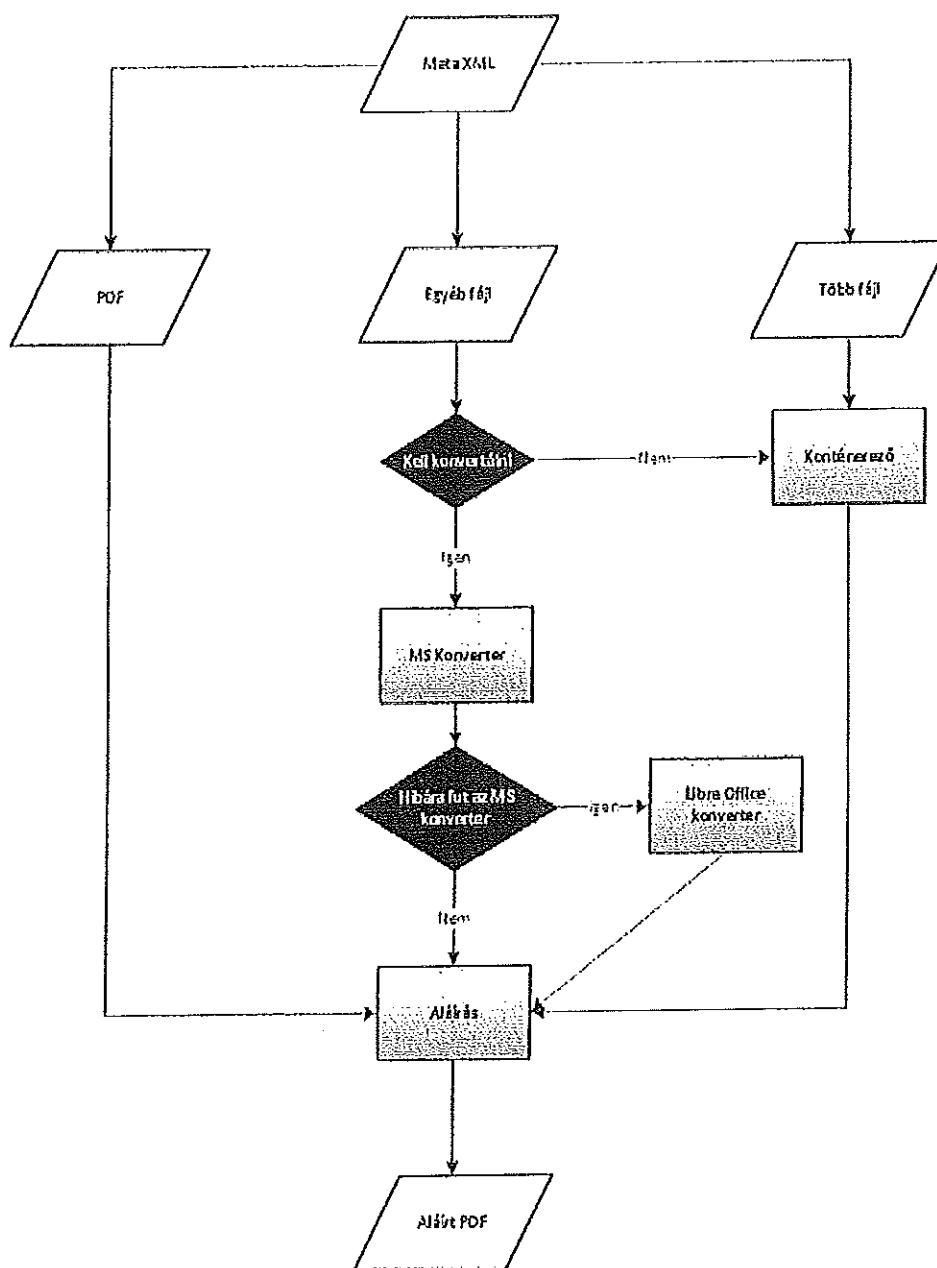 Meta XML
PDF
Egyéb fájl
Több fájl
Kell konvertálni
Nem
Konténerező
Igen
MS Konverter
Hibára fut az MS
konverter
Igen
Libre Office
konverter
Nem
Aláírás
Aláírt PDF